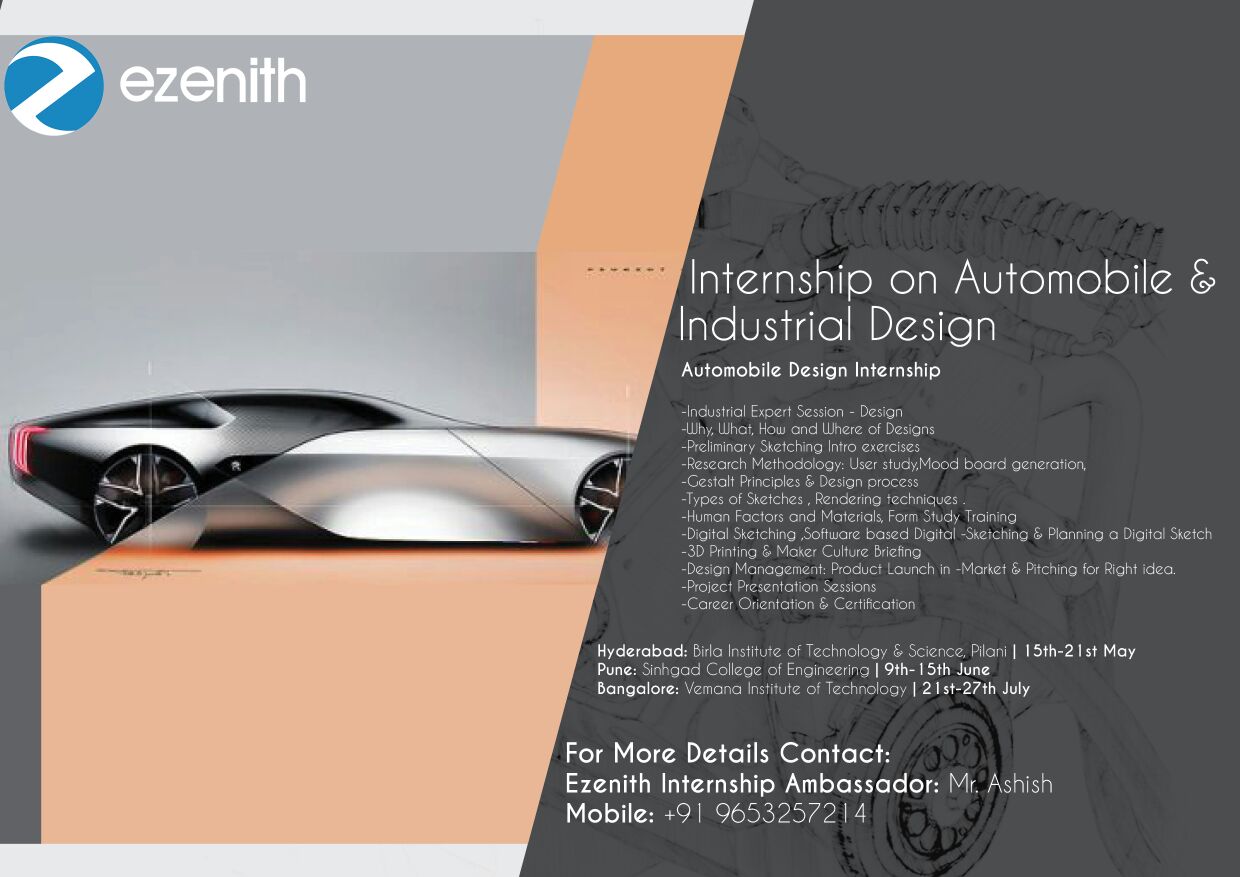 ezenith
Internship on Automobile &
Industrial Design
Automobile Design Internship
-Industrial Expert Session - Design
-Why, What, How and Where of Designs
-Preliminary Sketching Intro exercises
-Research Methodology: User study,Mood board generation,
-Gestalt Principles & Design process
-Types of Sketches , Rendering techniques .
-Human Factors and Materials, Form Study Training
-Digital Sketching ,Software based Digital -Sketching & Planning a Digital Sketch
-3D Printing & Maker Culture Briefing
-Design Management: Product Launch in -Market & Pitching for Right idea.
-Project Presentation Sessions
-Career Orientation & Certification
Hyderabad: Birla Institute of Technology & Science, Pilani | 15th-21st May
Pune: Sinhgad College of Engineering | 9th-15th June
Bangalore: Vemana Institute of Technology | 21st-27th July
For More Details Contact:
Ezenith Internship Ambassador: Mr. Ashish
Mobile: +91 9653257214